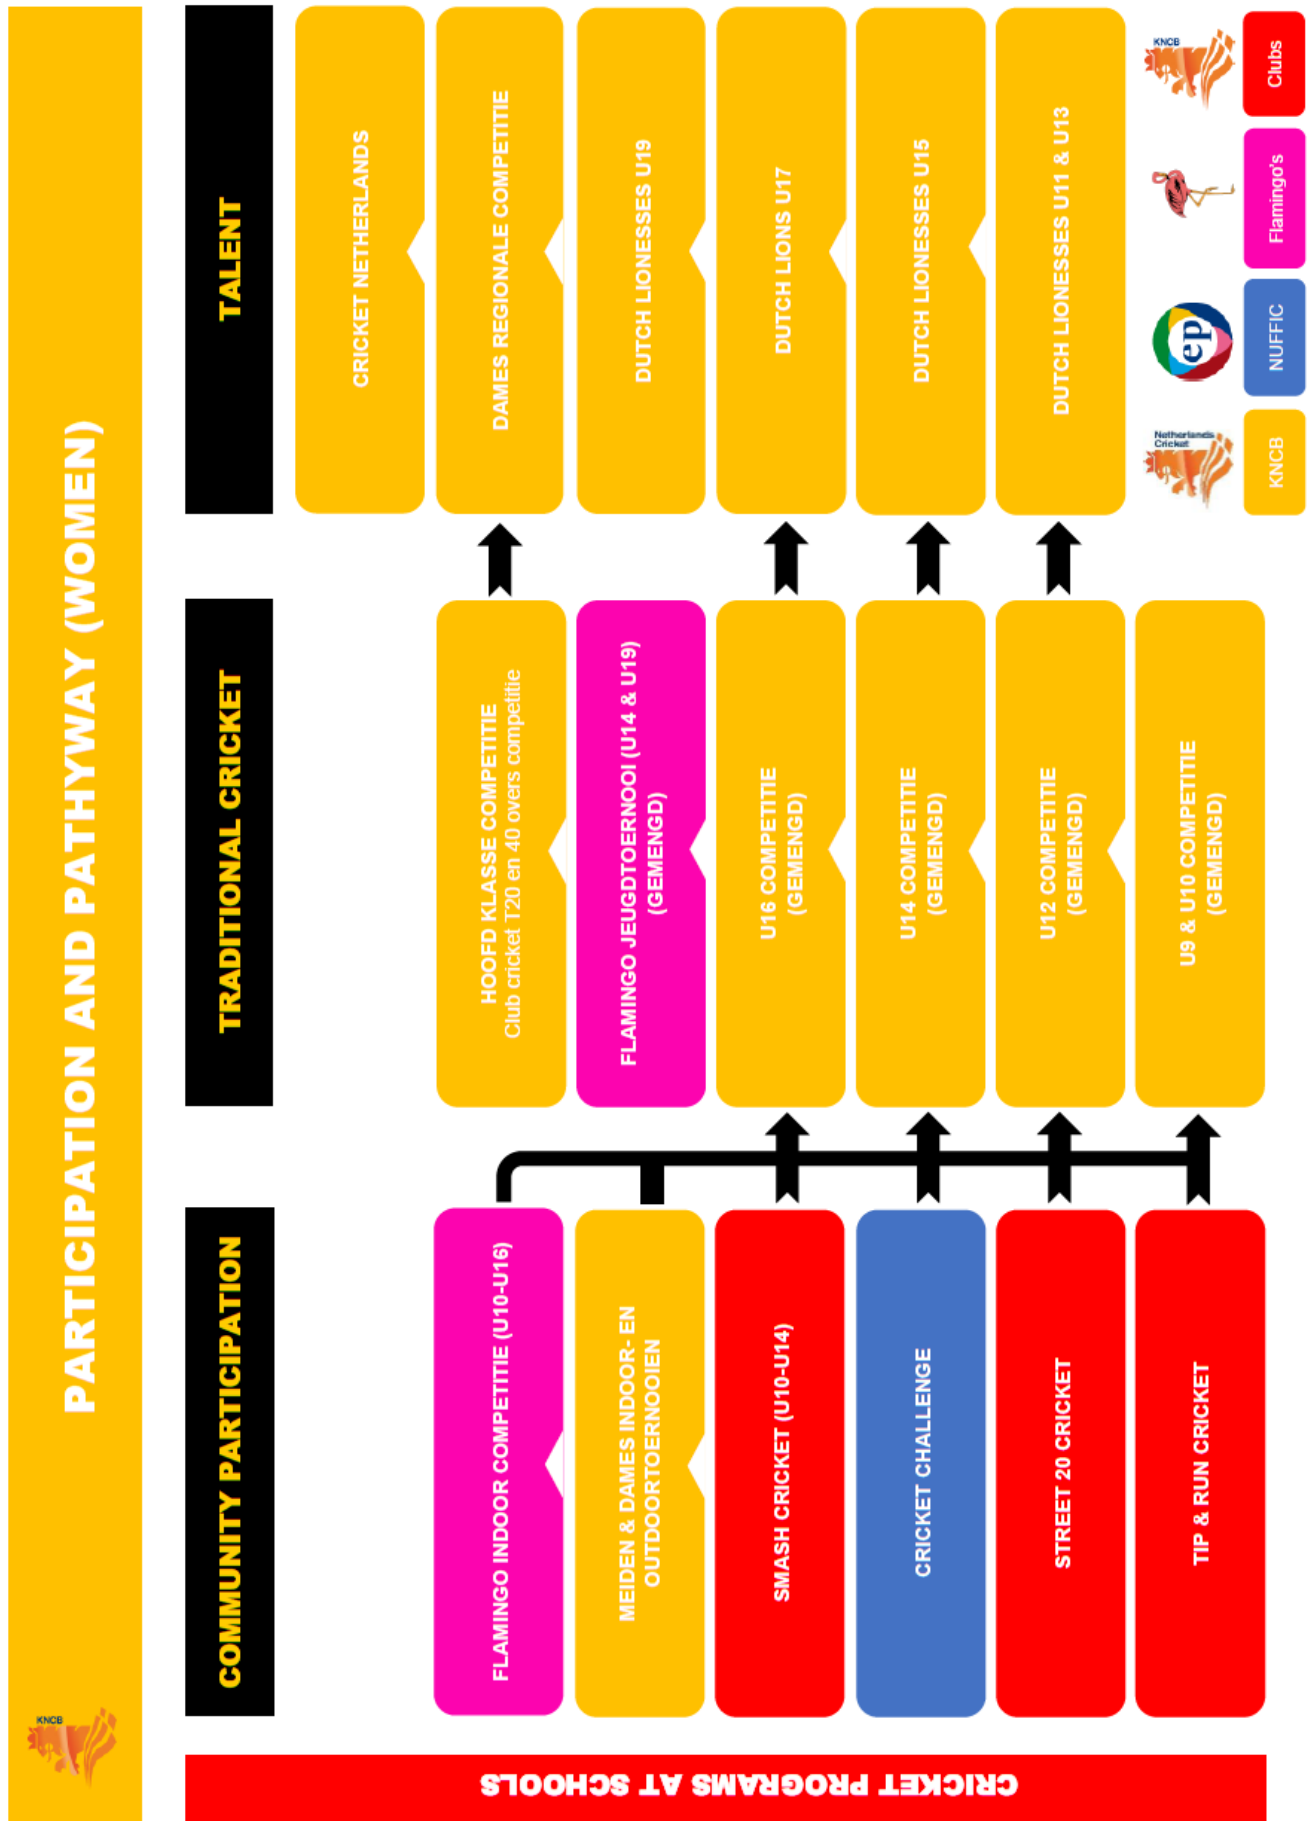 KNCB
PARTICIPATION AND PATHYWAY (WOMEN)
CRICKET PROGRAMS AT SCHOOLS
COMMUNITY PARTICIPATION
FLAMINGO INDOOR COMPETITIE (U10-U16)
MEIDEN & DAMES INDOOR- EN
OUTDOORTOERNOOIEN
SMASH CRICKET (U10-U14)
CRICKET CHALLENGE
STREET 20 CRICKET
TIP & RUN CRICKET
TRADITIONAL CRICKET
HOOFD KLASSE COMPETITIE
Club cricket T20 en 40 overs competitie
FLAMINGO JEUGDTOERNOOI (U14 & U19)
(GEMENGD)
U16 COMPETITIE
(GEMENGD)
U14 COMPETITIE
(GEMENGD)
U12 COMPETITIE
(GEMENGD)
U9 & U10 COMPETITIE
(GEMENGD)
TALENT
CRICKET NETHERLANDS
DAMES REGIONALE COMPETITIE
DUTCH LIONESSES U19
DUTCH LIONS U17
DUTCH LIONESSES U15
DUTCH LIONESSES U11 & U13
Netherlands
Cricket
ep
KNCB
KNCB
NUFFIC
Flamingo's
Clubs